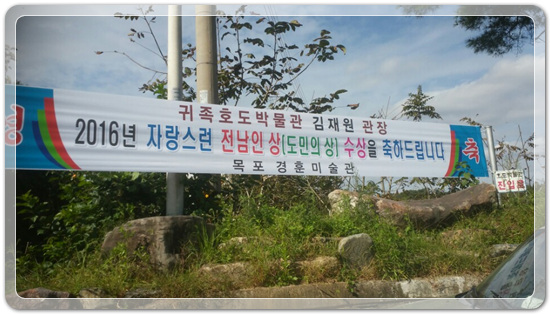 귀족호도박물관 김재원 관장
2016년 자랑스런 전남인 상(도민의 상) 수상을 축하드립니다
목포 경훈미술관
축
진입로